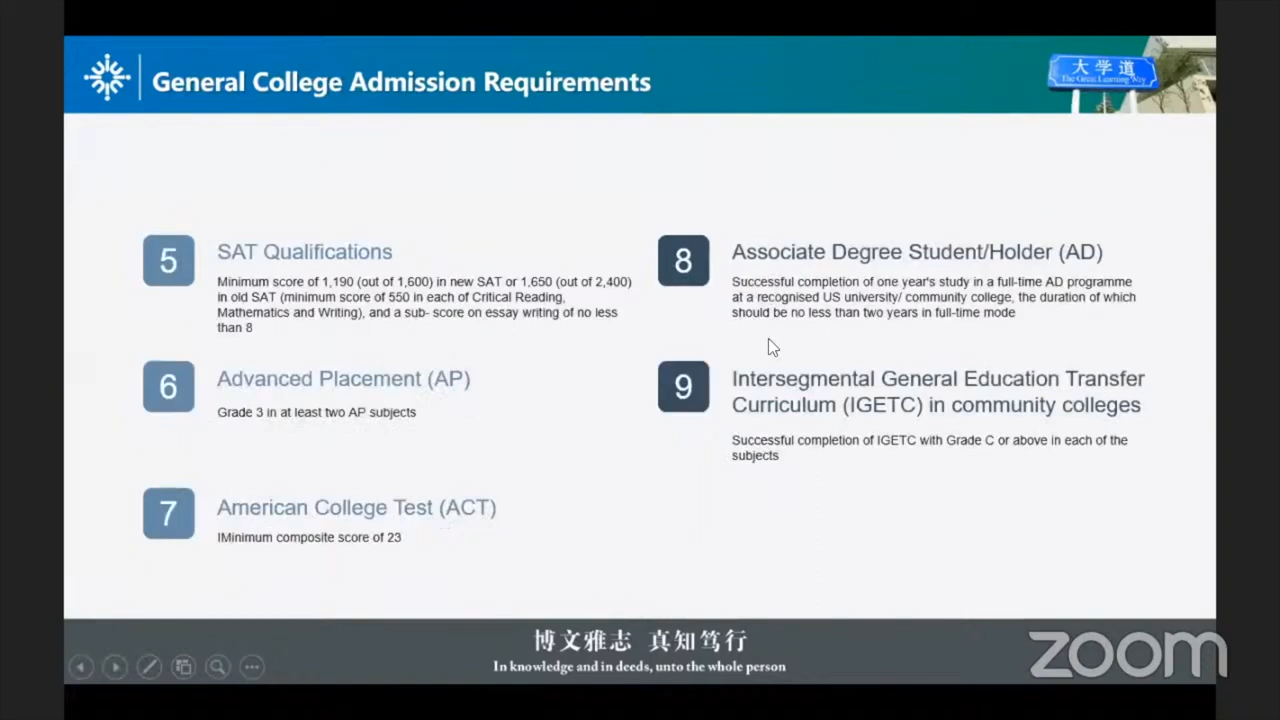 General College Admission Requirements
大学道
The Great Learning Way
5
SAT Qualifications
Minimum score of 1,190 (out of 1,600) in new SAT or 1,650 (out of 2,400)
in old SAT (minimum score of 550 in each of Critical Reading,
Mathematics and Writing), and a sub- score on essay writing of no less
than 8
6
Advanced Placement (AP)
Grade 3 in at least two AP subjects
7
American College Test (ACT)
IMinimum composite score of 23
8
Associate Degree Student/Holder (AD)
Successful completion of one year's study in a full-time AD programme
at a recognised US university/ community college, the duration of which
should be no less than two years in full-time mode
9
Intersegmental General Education Transfer
Curriculum (IGETC) in community colleges
Successful completion of IGETC with Grade C or above in each of the
subjects
博文雅志 真知笃行
In knowledge and in deeds, unto the whole person
zoom